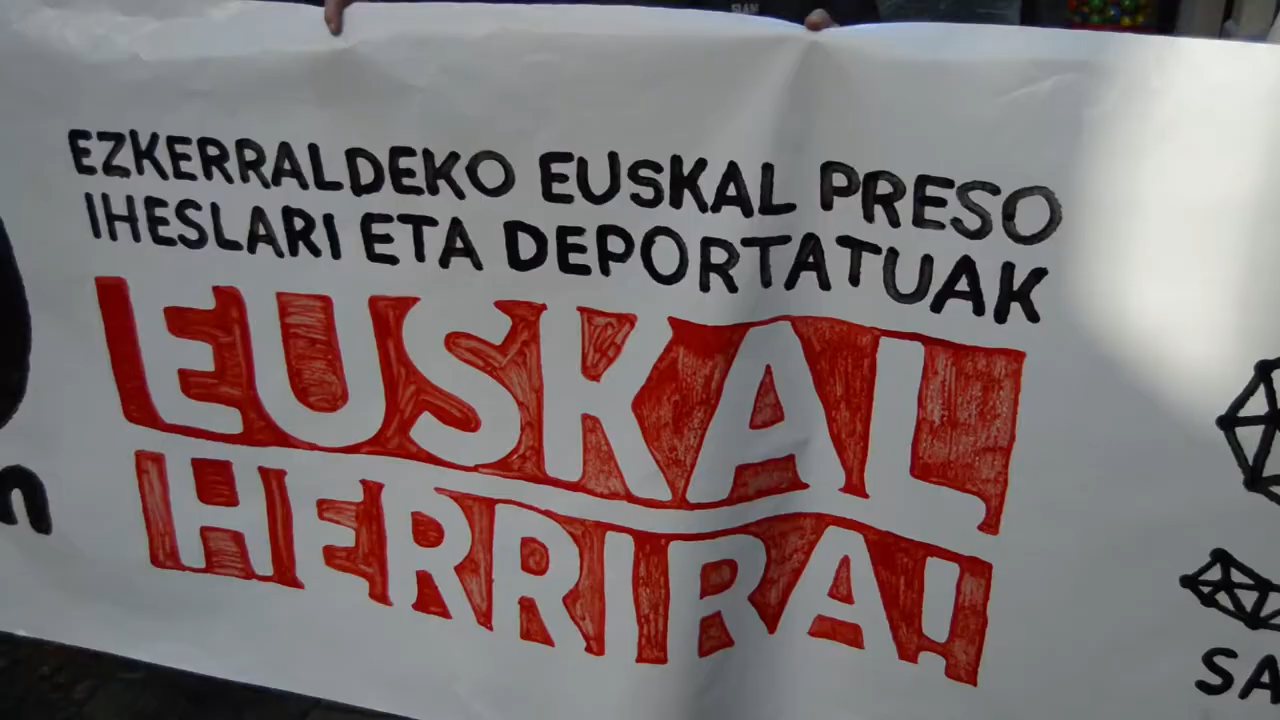 EZKERRALDEKO EUSKAL PRESO
IHESLARI ETA DEPORTATUAK
EUSKAL
HERRIRA!